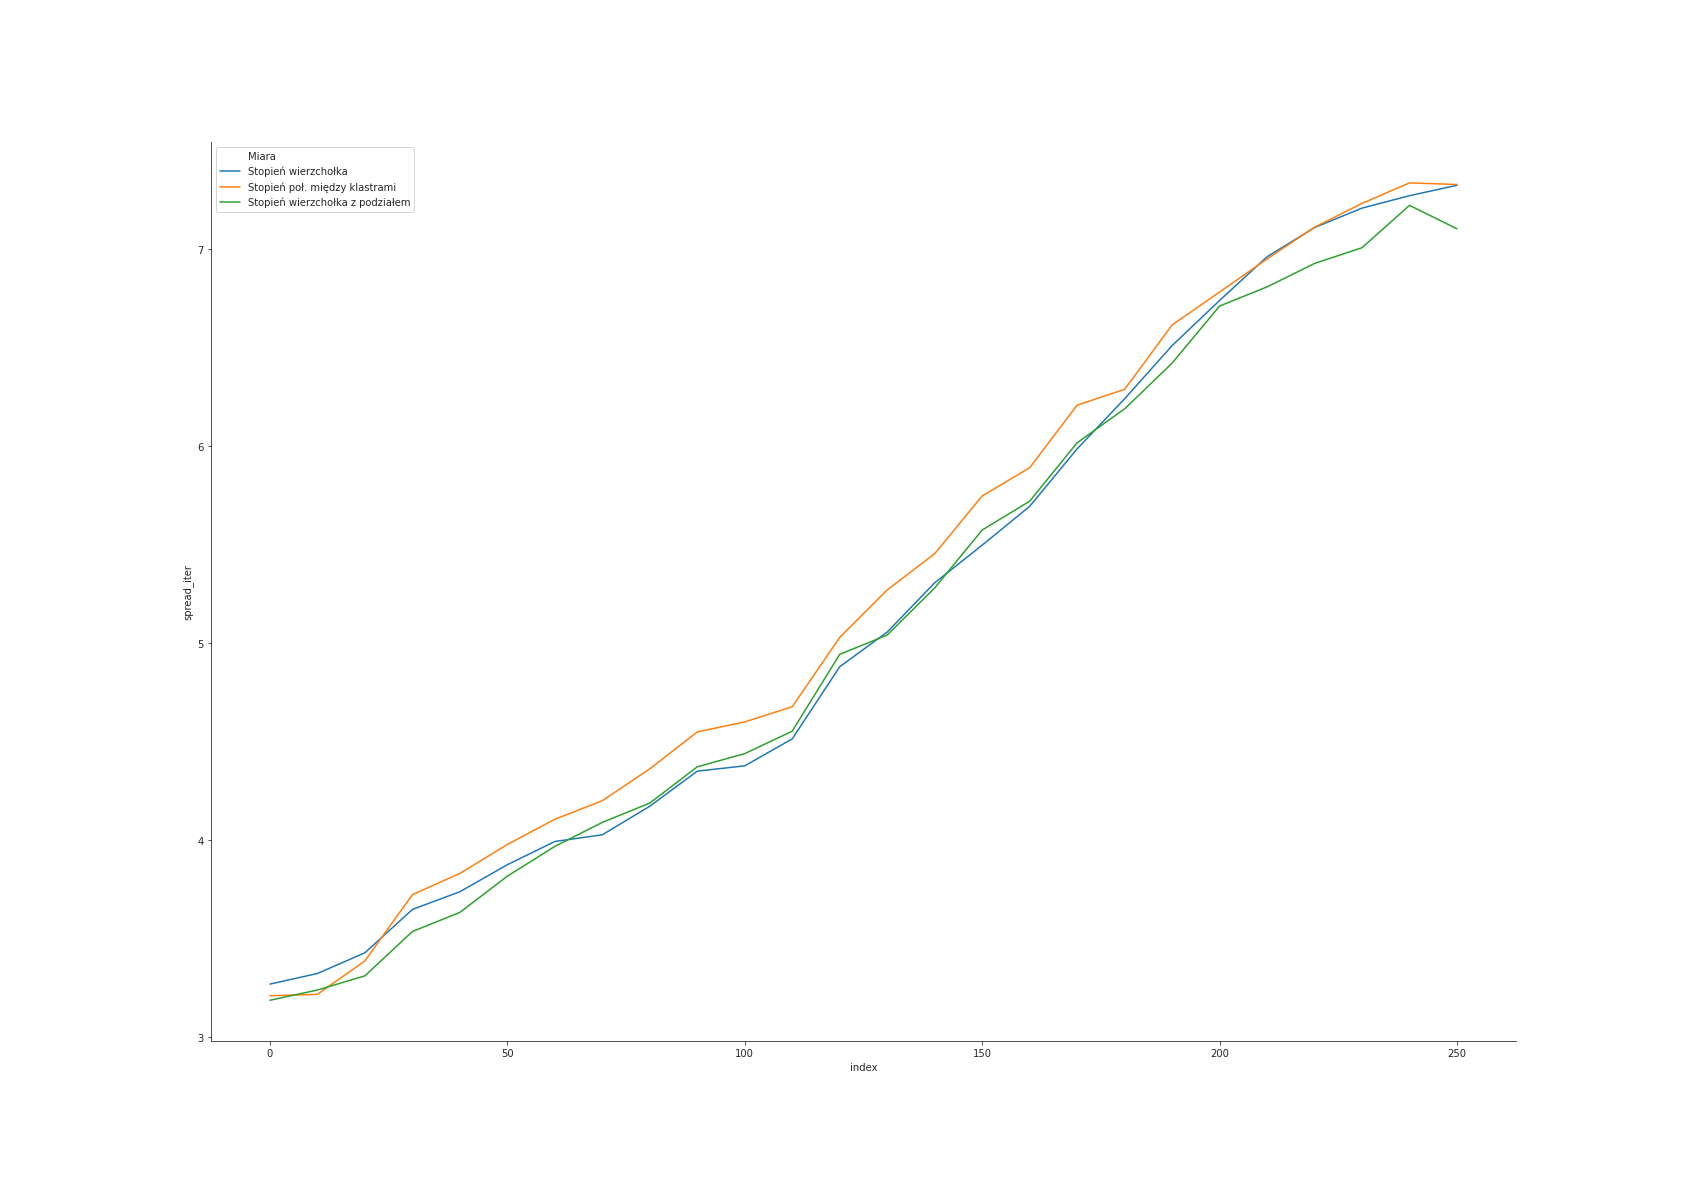 Miara
Stopień wierzchołka
Stopień poł. między klastrami
Stopień wierzchołka z podziałem
7
6
5
4
3
spread_iter
0 50 100 150 200 250
index